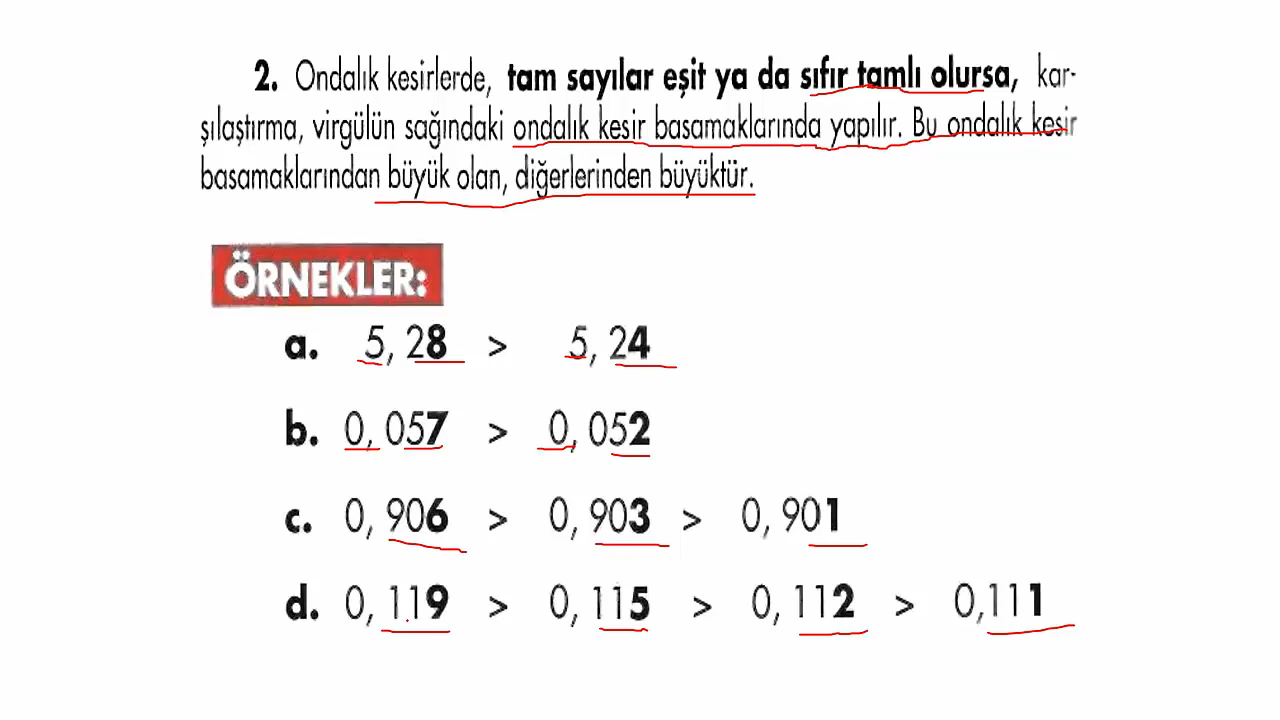 2. Ondalık kesirlerde, tam sayılar eşit ya da sıfır tamlı olursa, kar-
şılaştırma, virgülün sağındaki ondalık kesir basamaklarında yapılır. Bu ondalık kesir
basamaklarından büyük olan, diğerlerinden büyüktür.
ÖRNEKLER:
a. 5, 28 > 5, 24
b. 0, 057 > 0, 052
c. 0, 906 > 0, 903 > 0, 901
d. 0, 119 > 0, 115 > 0, 112 > 0,111